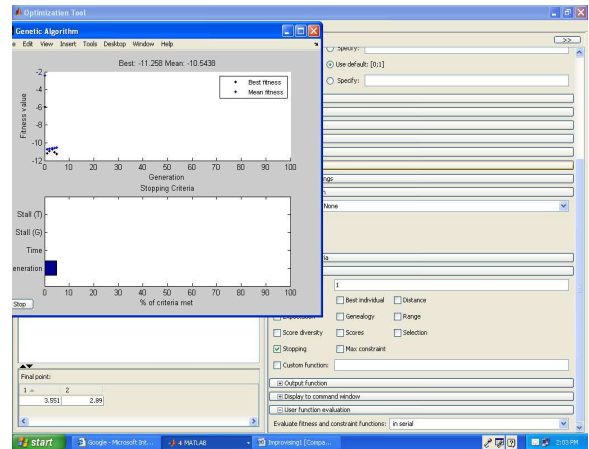 Optimization Tool
Genetic Algorithm
Edit View Insert Tools Desktop Window Help
Best: -11.258 Mean: -10.5438
Best fitness
Mean fitness
Fitness value
-2
-4
-6
-8
-10
-12
0 10 20 30 40 50 60 70 80 90 100
Generation
Stopping Criteria
Stall (T)
Stall (G)
Time
eneration
0 10 20 30 40 50 60 70 80 90 100
% of criteria met
Stop
>>
Specify:
Use default: [0;1]
Specify:
ngs
n
None
ia
1
Best individual
Distance
Expectation
Genealogy
Range
Score diversity
Scores
Selection
Stopping
Max constraint
Custom function:
Output function
Display to command window
User function evaluation
Evaluate fitness and constraint functions: in serial
Final point:
1 2
3.551 2.89
start
Google - Microsoft Int...
4 MATLAB
Improvising1 [Compa...
2:03 PM